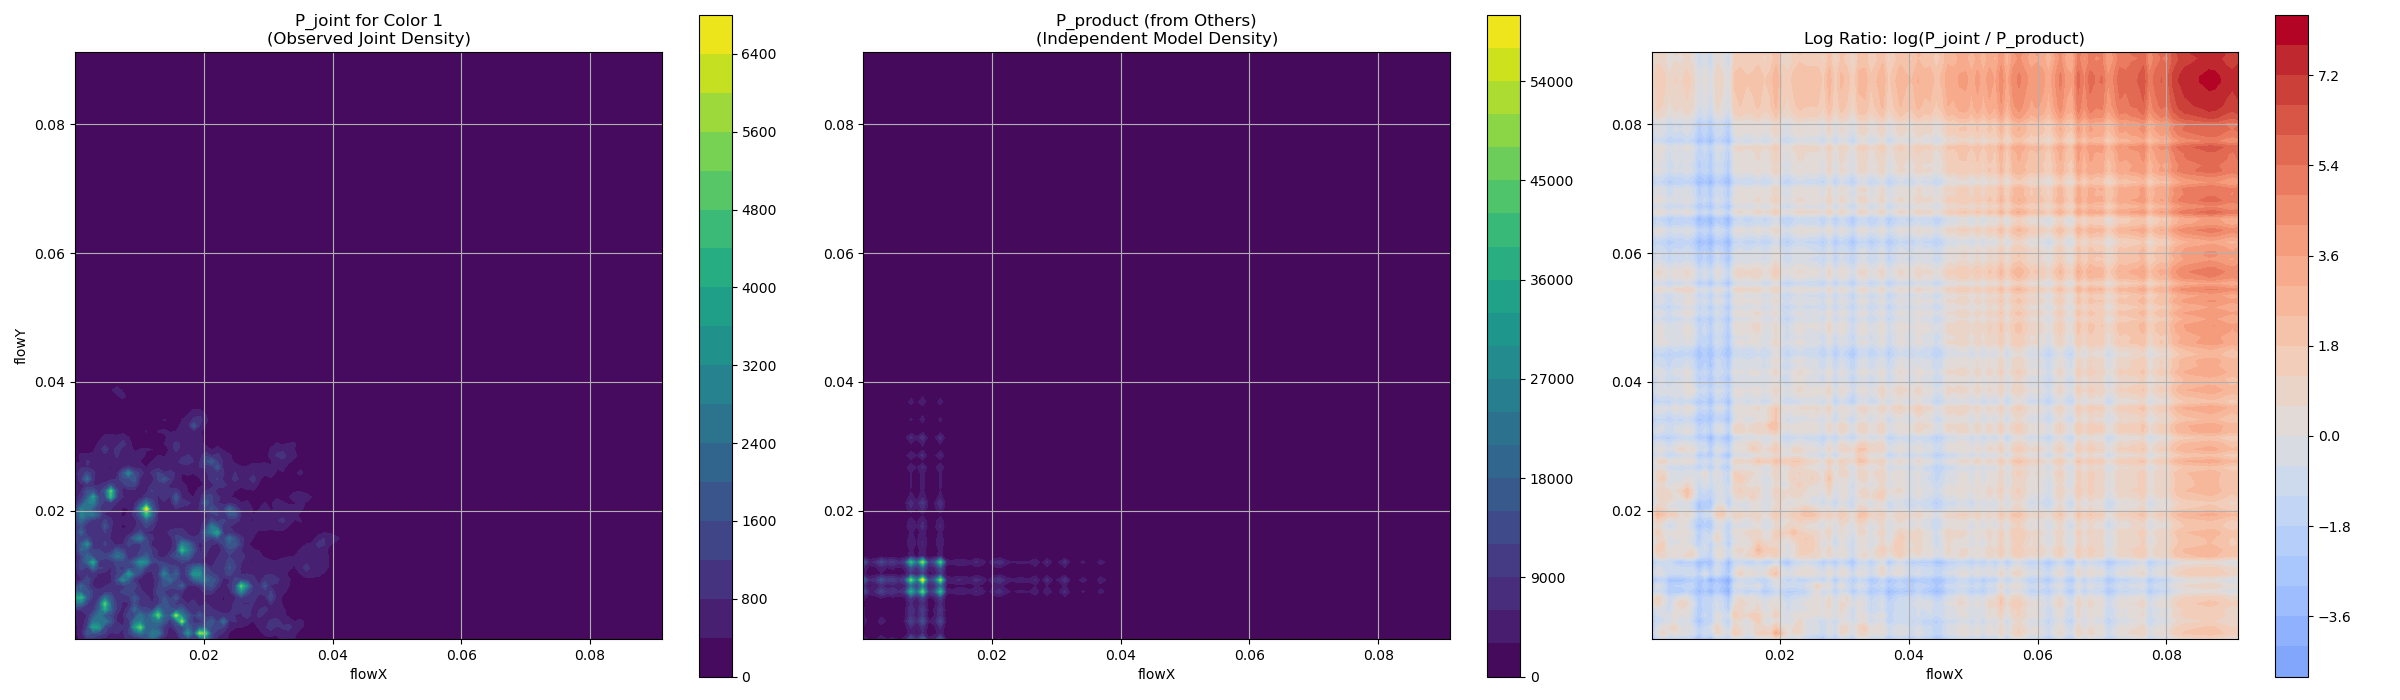 P_joint for Color 1
(Observed Joint Density)
flowY
0.08
0.06
0.04
0.02
0.02 0.04 0.06 0.08
flowX
6400
5600
4800
4000
3200
2400
1600
800
0
P_product (from Others)
(Independent Model Density)
0.08
0.06
0.04
0.02
0.02 0.04 0.06 0.08
flowX
54000
45000
36000
27000
18000
9000
0
Log Ratio: log(P_joint / P_product)
0.08
0.06
0.04
0.02
0.02 0.04 0.06 0.08
flowX
7.2
5.4
3.6
1.8
0.0
−1.8
−3.6